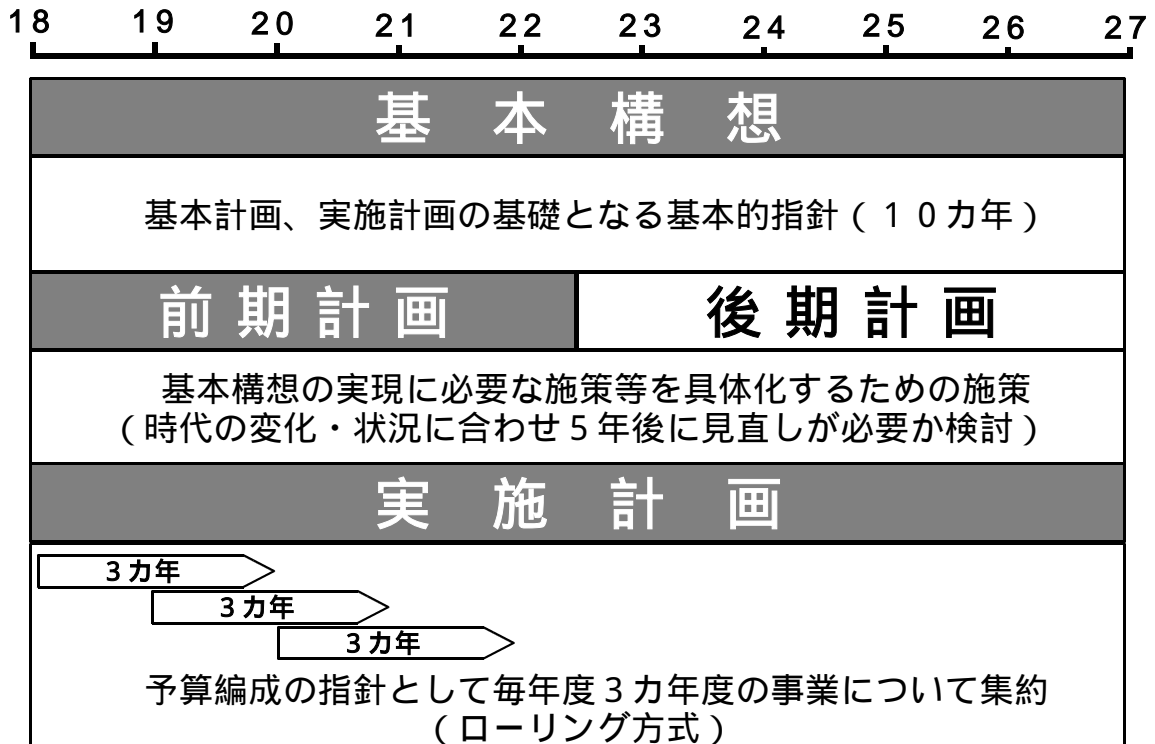 18 19 20 21 22 23 24 25 26 27
基本構想
基本計画、実施計画の基礎となる基本的指針（１０カ年）
前期計画 後期計画
基本構想の実現に必要な施策等を具体化するための施策
（時代の変化・状況に合わせ５年後に見直しが必要か検討）
実施計画
３カ年
３カ年
３カ年
予算編成の指針として毎年度３カ年度の事業について集約
（ローリング方式）